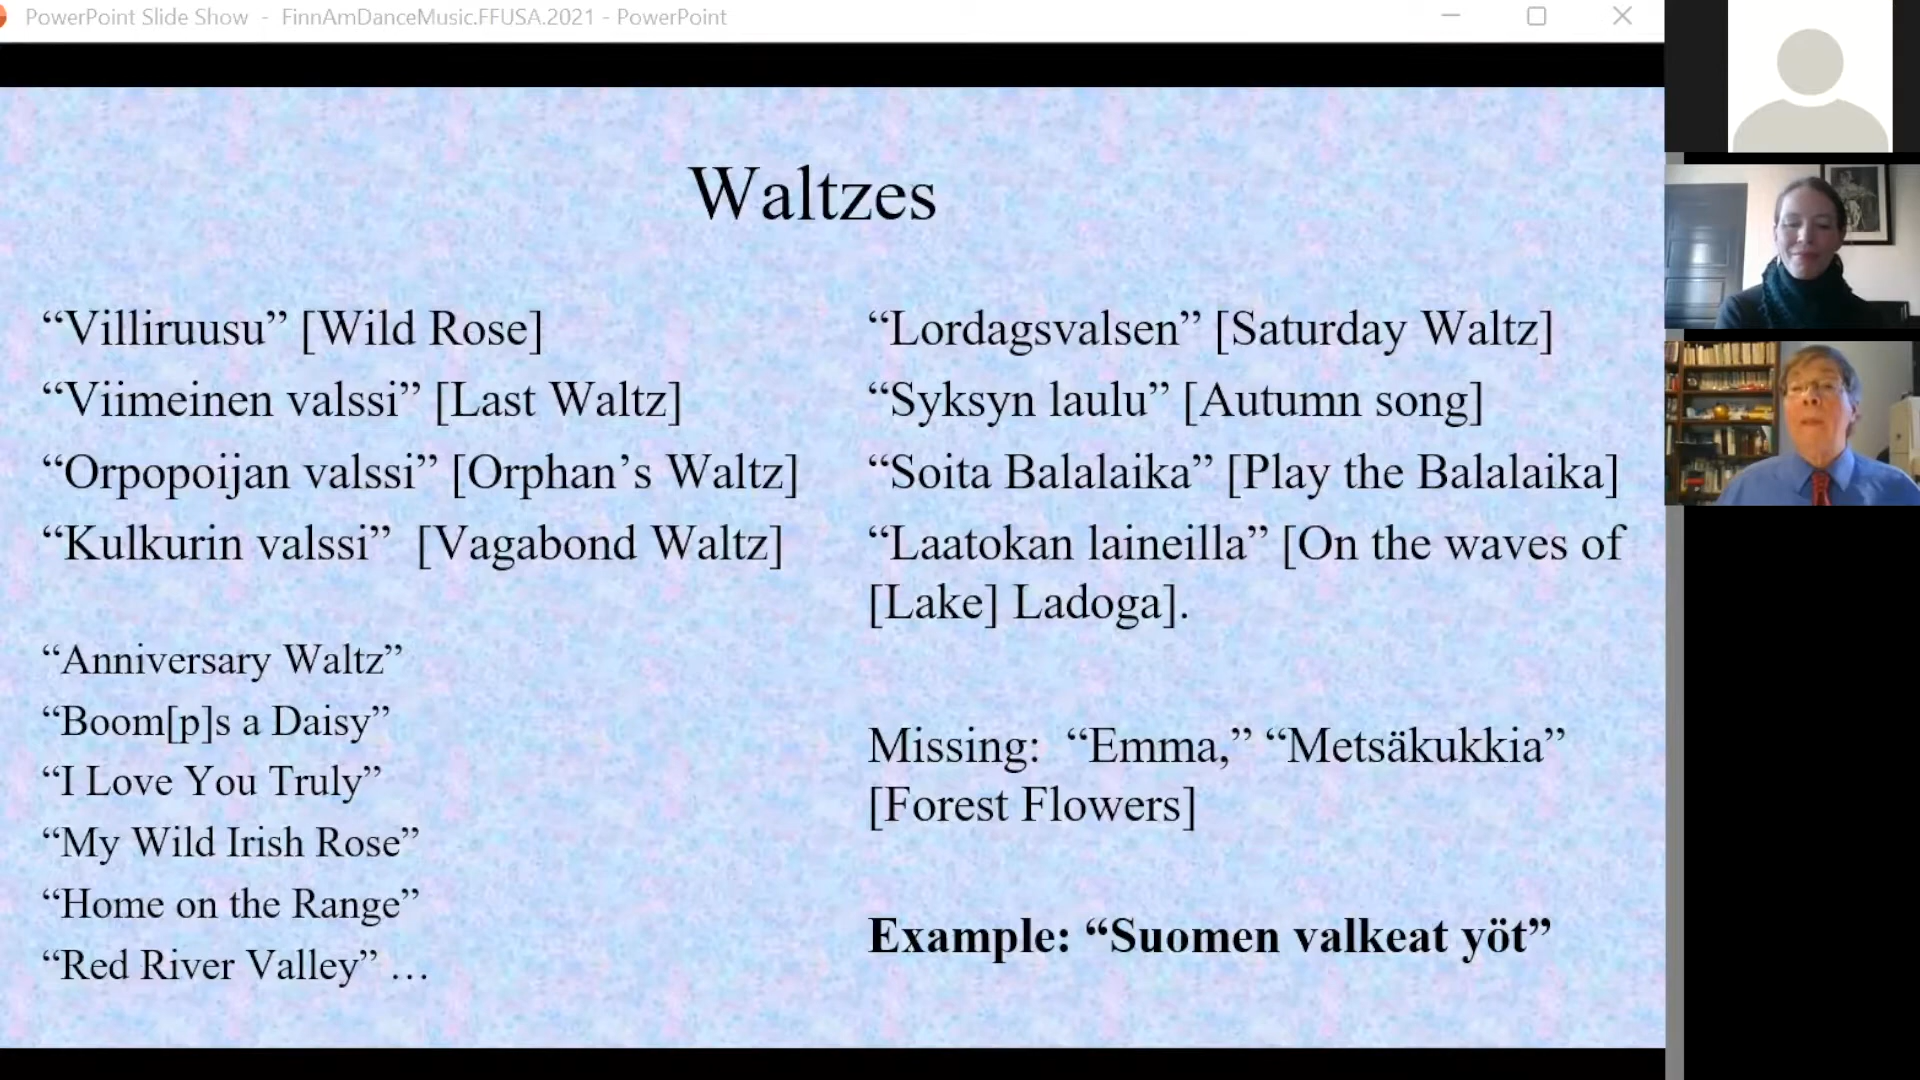 PowerPoint Slide Show - FinnAmDanceMusic.FFUSA.2021 - PowerPoint
Waltzes
“Villiruusu” [Wild Rose]
“Viimeinen valssi” [Last Waltz]
“Orpopoijan valssi” [Orphan’s Waltz]
“Kulkurin valssi” [Vagabond Waltz]
“Anniversary Waltz”
“Boom[p]s a Daisy”
“I Love You Truly”
“My Wild Irish Rose”
“Home on the Range”
“Red River Valley” …
“Lordagsvalsen” [Saturday Waltz]
“Syksyn laulu” [Autumn song]
“Soita Balalaika” [Play the Balalaika]
“Laatokan laineilla” [On the waves of
[Lake] Ladoga].
Missing: “Emma,” “Metsäkukkia”
[Forest Flowers]
Example: “Suomen valkeat yöt”